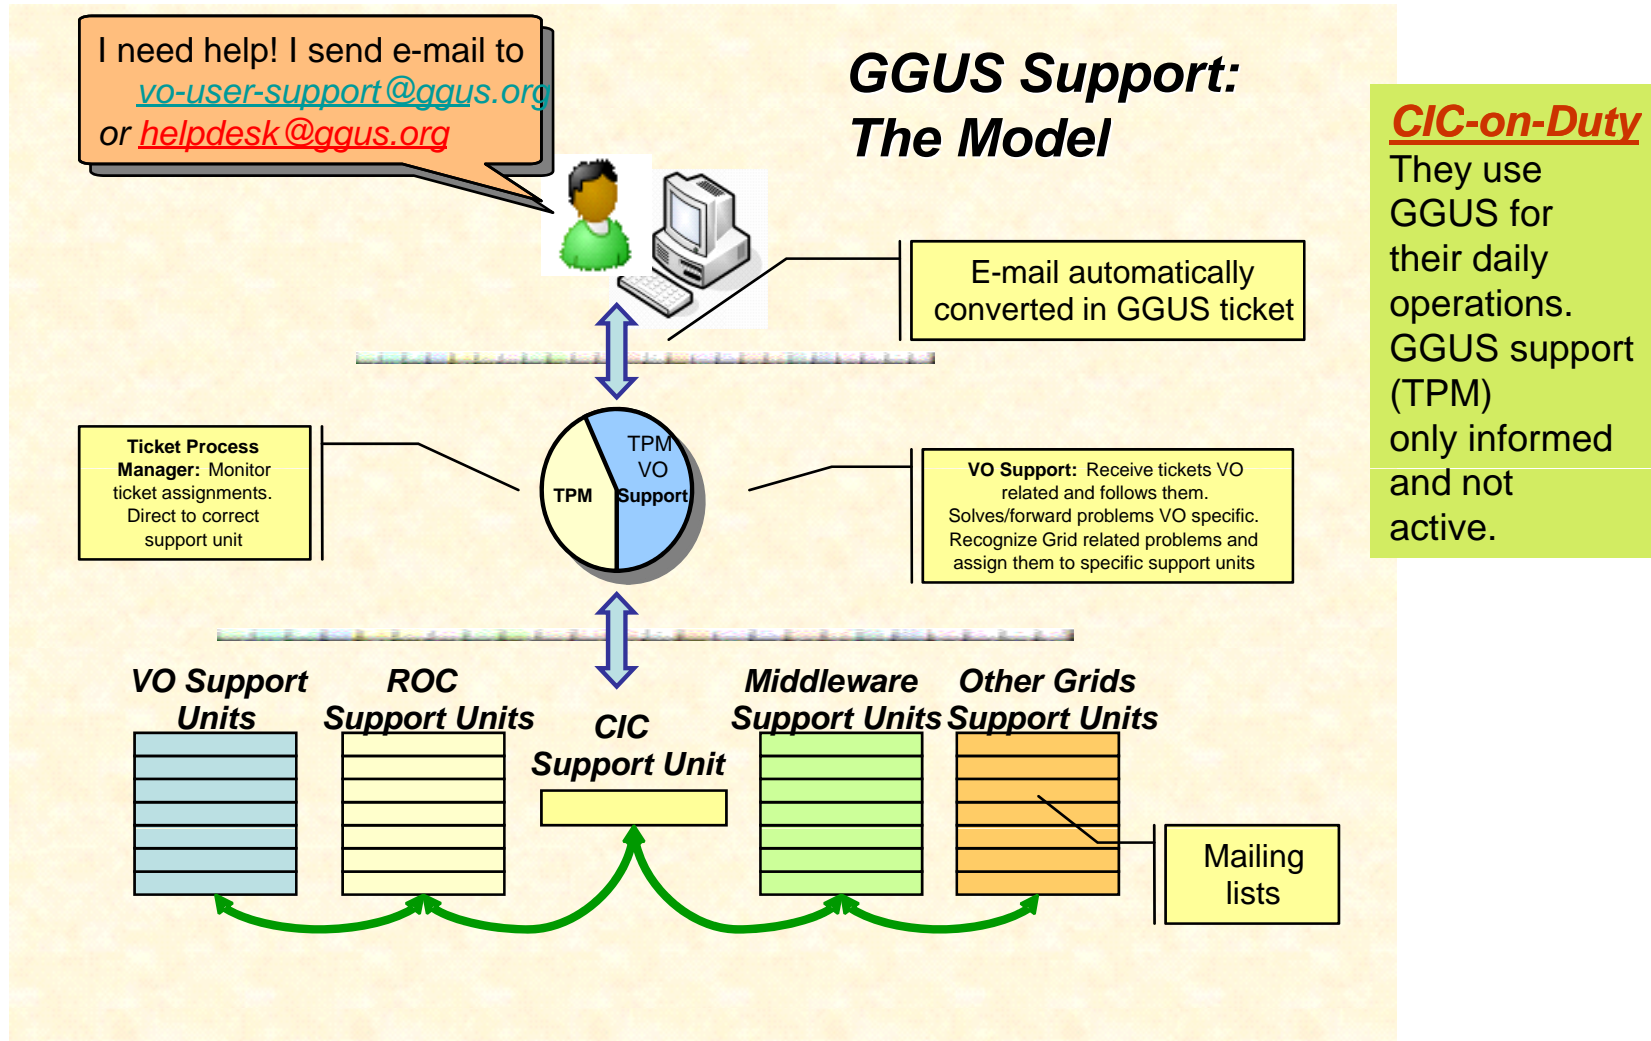 I need help! I send e-mail to
vo-user-support@ggus.org
or helpdesk@ggus.org
GGUS Support:
The Model
CIC-on-Duty
They use
GGUS for
their daily
operations.
GGUS support
(TPM)
only informed
and not
active.
E-mail automatically
converted in GGUS ticket
Ticket Process
Manager: Monitor
ticket assignments.
Direct to correct
support unit
TPM
TPM
VO
Support
VO Support: Receive tickets VO
related and follows them.
Solves/forward problems VO specific.
Recognize Grid related problems and
assign them to specific support units
VO Support
Units
ROC
Support Units
CIC
Support Unit
Middleware
Support Units
Other Grids
Support Units
Mailing
lists